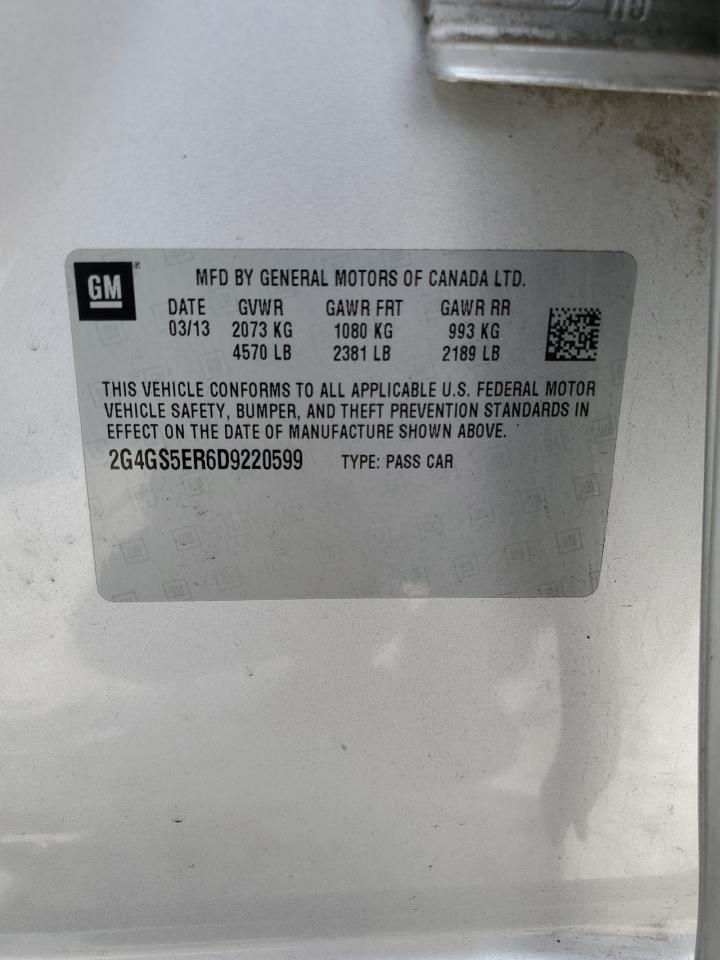 GM
MFD BY GENERAL MOTORS OF CANADA LTD.
DATE GVWR GAWR FRT GAWR RR
03/13 2073 KG 1080 KG 993 KG
4570 LB 2381 LB 2189 LB
THIS VEHICLE CONFORMS TO ALL APPLICABLE U.S. FEDERAL MOTOR
VEHICLE SAFETY, BUMPER, AND THEFT PREVENTION STANDARDS IN
EFFECT ON THE DATE OF MANUFACTURE SHOWN ABOVE.
2G4GS5ER6D9220599 TYPE: PASS CAR